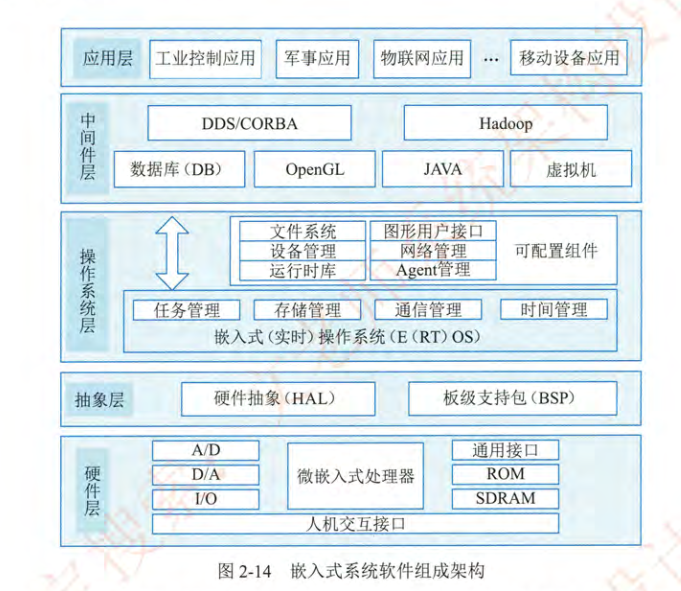 应用层 工业控制应用 军事应用 物联网应用 … 移动设备应用
中间件层
DDS/CORBA Hadoop
数据库(DB) OpenGL JAVA 虚拟机
操作系统层
文件系统 图形用户接口
设备管理 网络管理 可配置组件
运行时库 Agent管理
任务管理 存储管理 通信管理 时间管理
嵌入式(实时)操作系统(E(RT)OS)
抽象层 硬件抽象(HAL) 板级支持包(BSP)
硬件层
A/D 通用接口
D/A 微嵌入式处理器 ROM
I/O SDRAM
人机交互接口
图 2-14 嵌入式系统软件组成架构